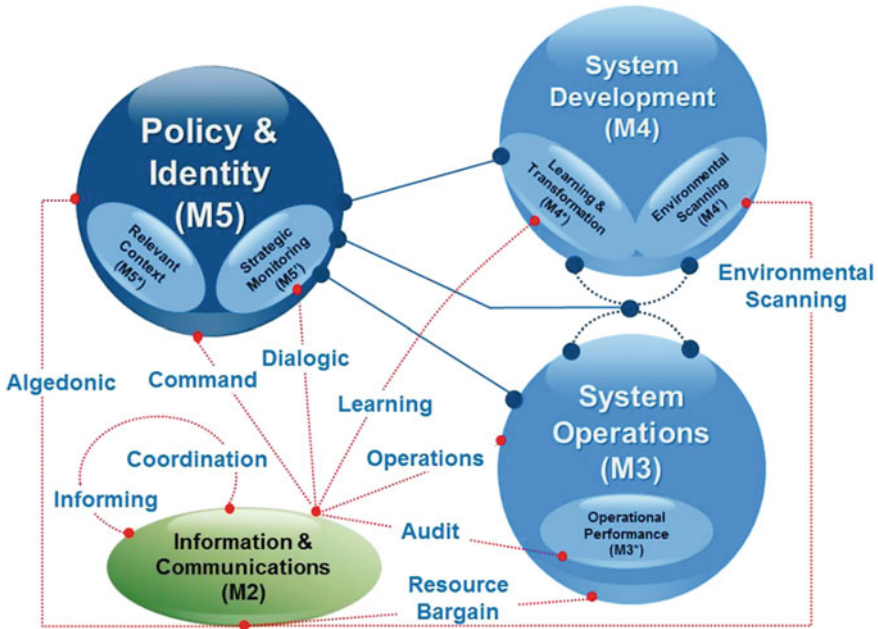 Policy &
Identity
(M5)
Relevant
Context
(M5*)
Strategic
Monitoring
(M5')
System
Development
(M4)
Learning &
Transformation
(M4*)
Environmental
Scanning
(M4')
Environmental
Scanning
Algedonic
Command
Dialogic
Learning
Operations
Coordination
Informing
Audit
Resource
Bargain
System
Operations
(M3)
Operational
Performance
(M3*)
Information &
Communications
(M2)